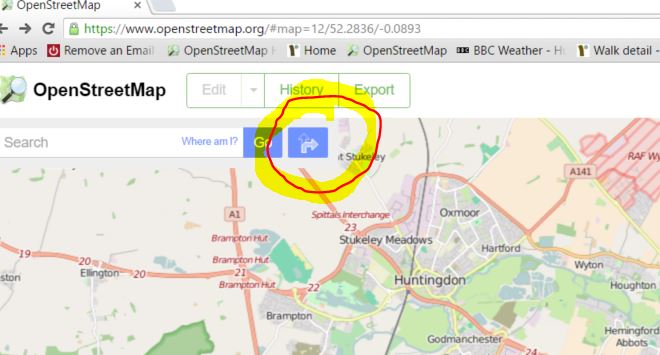 OpenStreetMap
https://www.openstreetmap.org/#map=12/52.2836/-0.0893
Apps Remove an Email OpenStreetMap Home OpenStreetMap BBC Weather - H Walk detail -
OpenStreetMap Edit History Export
Search Where am I? Go
t Stukeley
RAF W
A141
A1
Spittals Interchange
23
Oxmoor
Brampton Hut
Stukeley Meadows
Hartford
19
20
20
Brampton Hut
21
Wyton
ston
Ellington
Huntingdon
Brampton Hut
22
Houghton
Brampton
Godmanchester
Hemingford
Abbots
24